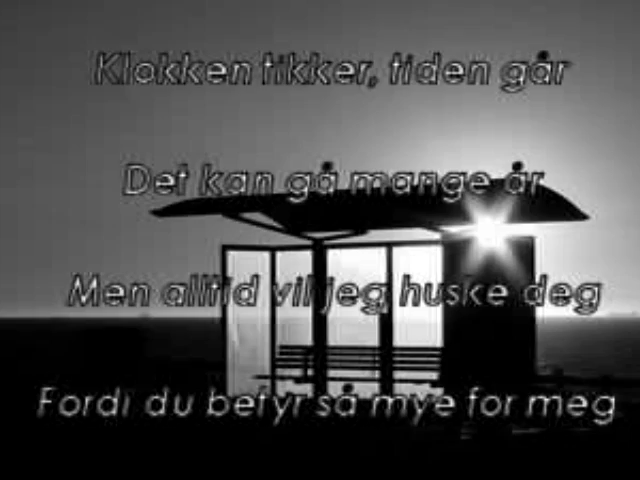 Klokken tikker, tiden går
Det kan gå mange år
Men alltid vil jeg huske deg
Fordi du betyr så mye for meg